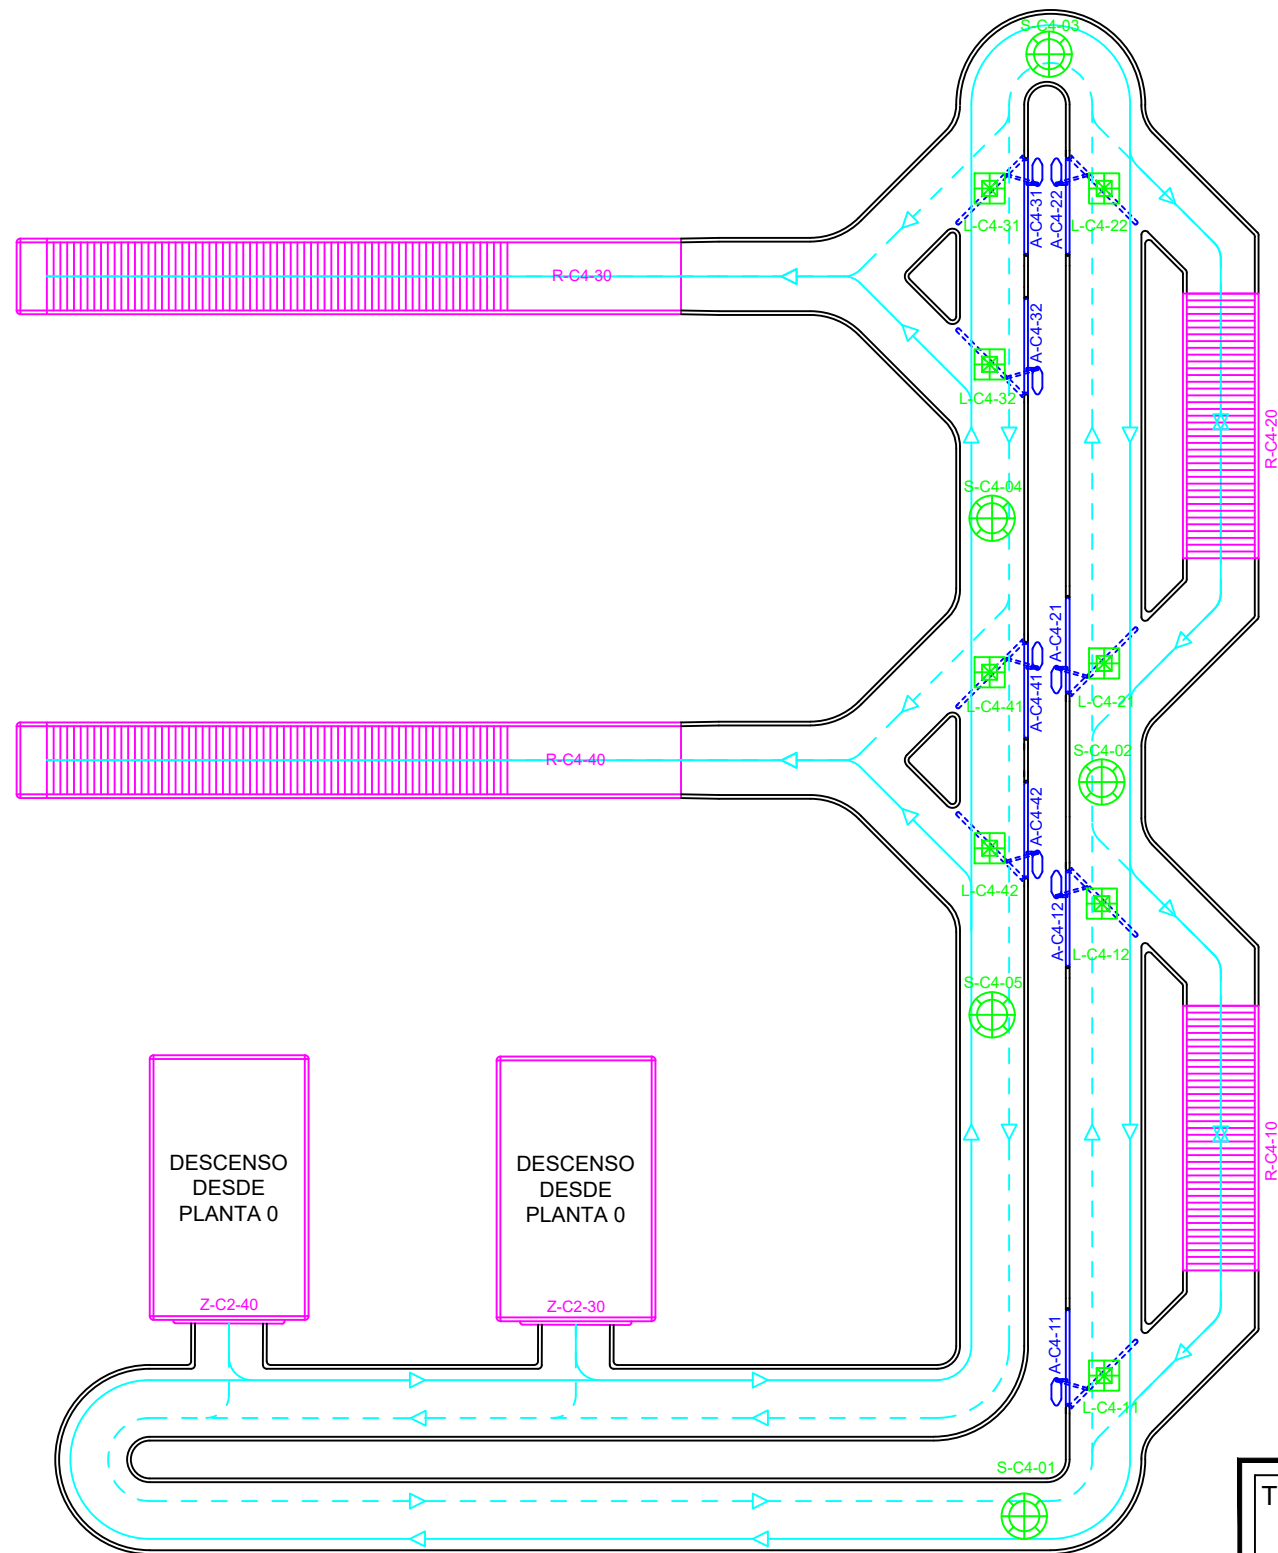 S-C4-03
L-C4-31
A-C4-31
A-C4-22
L-C4-22
R-C4-30
A-C4-32
L-C4-32
R-C4-20
S-C4-04
A-C4-21
L-C4-41
A-C4-41
L-C4-21
S-C4-02
R-C4-40
A-C4-42
L-C4-42
A-C4-12
L-C4-12
S-C4-05
R-C4-10
DESCENSO
DESDE
PLANTA 0
DESCENSO
DESDE
PLANTA 0
Z-C2-40
Z-C2-30
A-C4-11
L-C4-11
S-C4-01
T